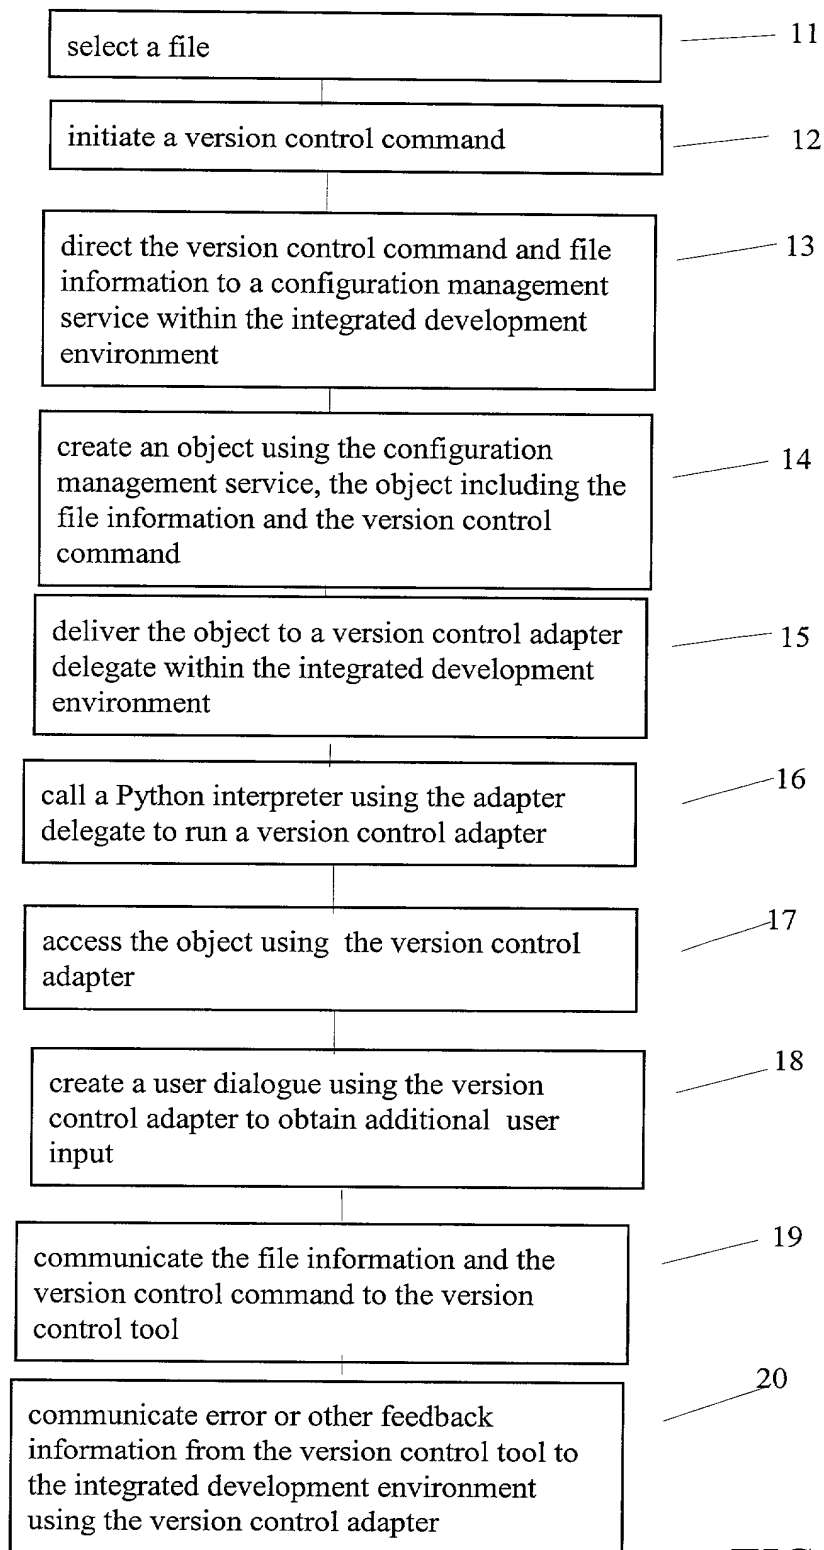 select a file
11
initiate a version control command
12
direct the version control command and file
information to a configuration management
service within the integrated development
environment
13
create an object using the configuration
management service, the object including the
file information and the version control
command
14
deliver the object to a version control adapter
delegate within the integrated development
environment
15
call a Python interpreter using the adapter
delegate to run a version control adapter
16
access the object using the version control
adapter
17
create a user dialogue using the version
control adapter to obtain additional user
input
18
communicate the file information and the
version control command to the version
control tool
19
communicate error or other feedback
information from the version control tool to
the integrated development environment
using the version control adapter
20